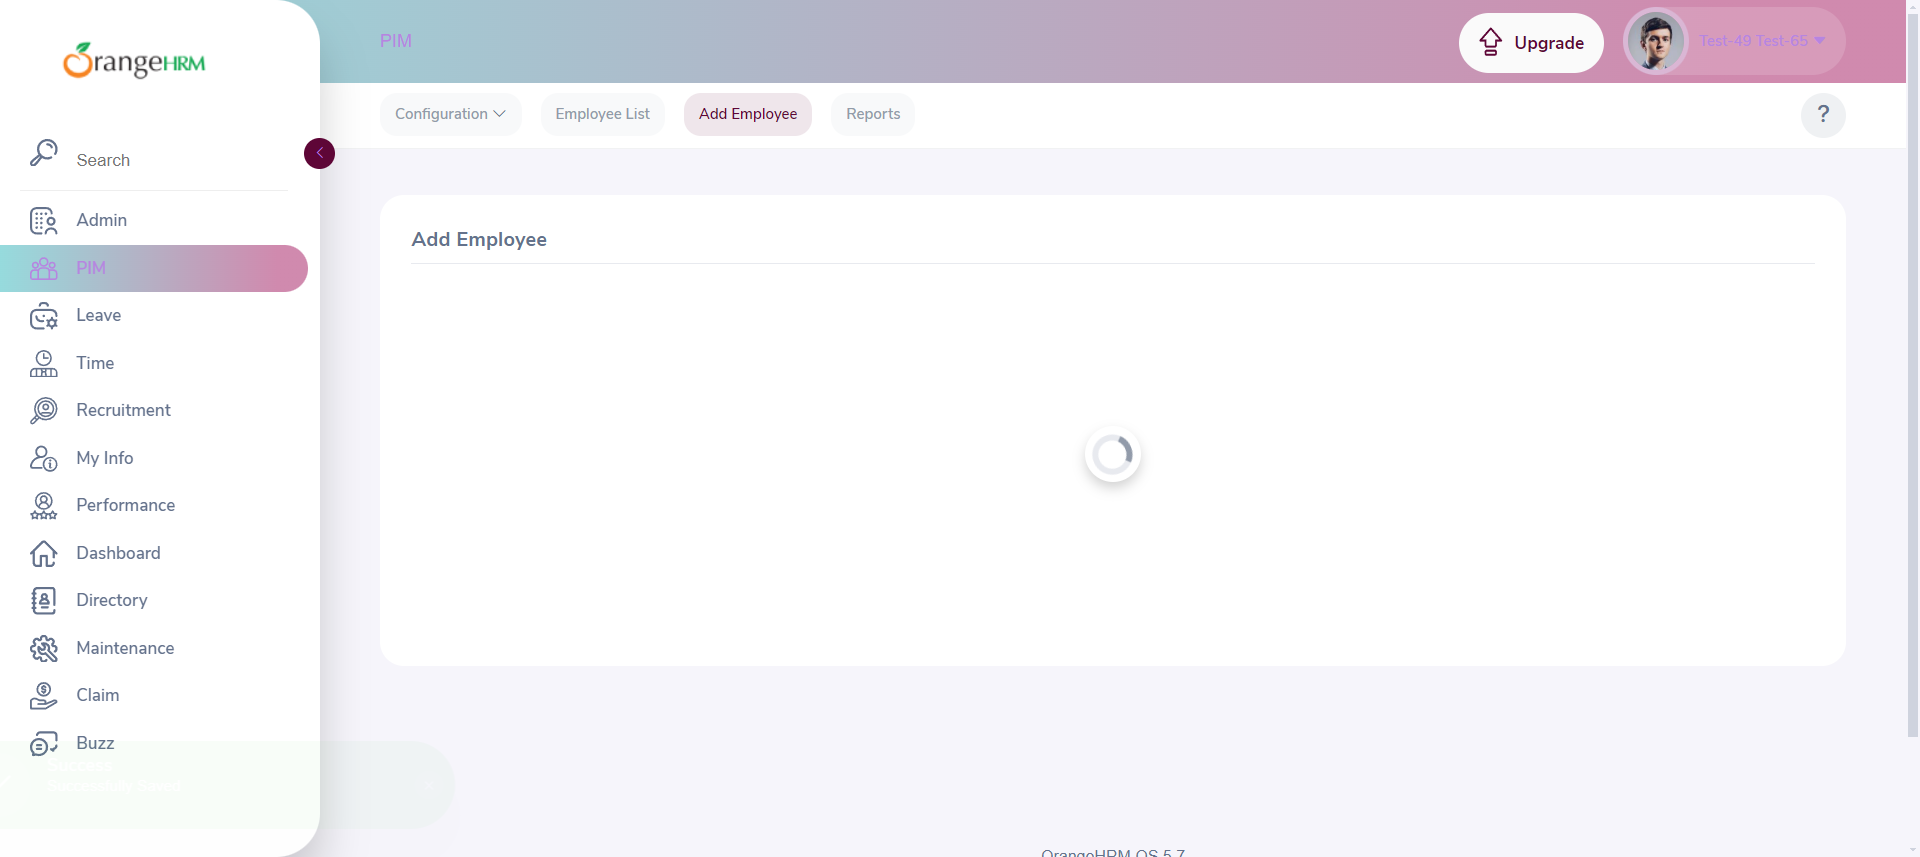 OrangeHRM
Search
Admin
PIM
Leave
Time
Recruitment
My Info
Performance
Dashboard
Directory
Maintenance
Claim
Buzz
Success
Successfully Saved
PIM
Upgrade
Test-49 Test-65
Configuration
Employee List
Add Employee
Reports
?
Add Employee
OrangeHRM OS 5.7